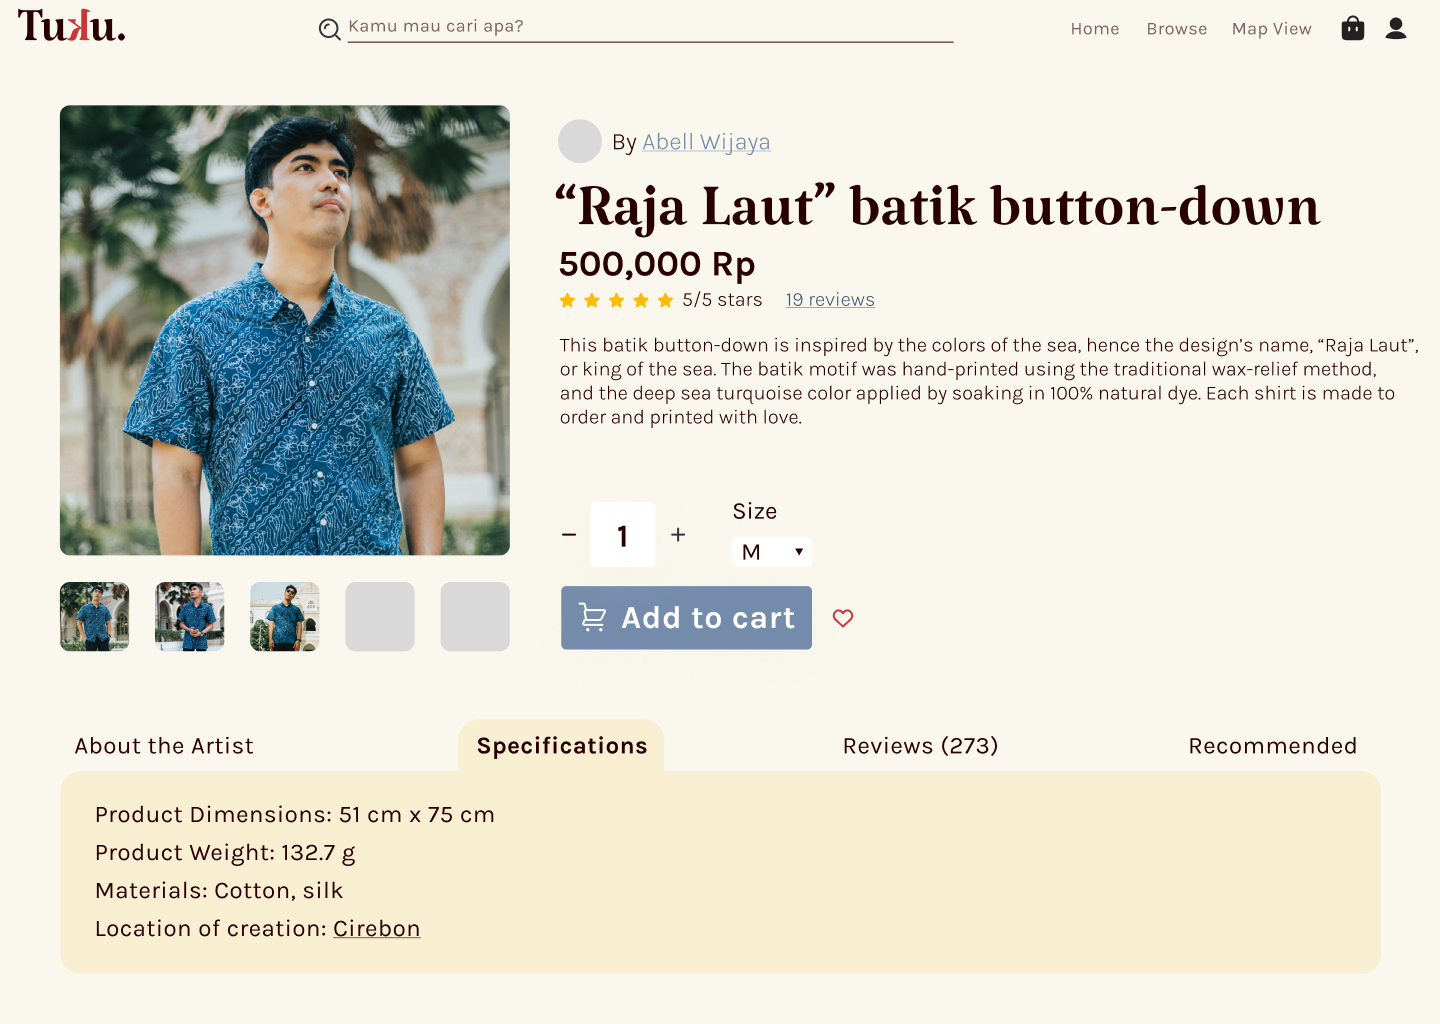 Tuku.
Kamu mau cari apa?
Home Browse Map View
By Abell Wijaya
“Raja Laut” batik button-down
500,000 Rp
5/5 stars 19 reviews
This batik button-down is inspired by the colors of the sea, hence the design’s name, “Raja Laut”,
or king of the sea. The batik motif was hand-printed using the traditional wax-relief method,
and the deep sea turquoise color applied by soaking in 100% natural dye. Each shirt is made to
order and printed with love.
− 1 +
Size
M
Add to cart
About the Artist Specifications Reviews (273) Recommended
Product Dimensions: 51 cm x 75 cm
Product Weight: 132.7 g
Materials: Cotton, silk
Location of creation: Cirebon